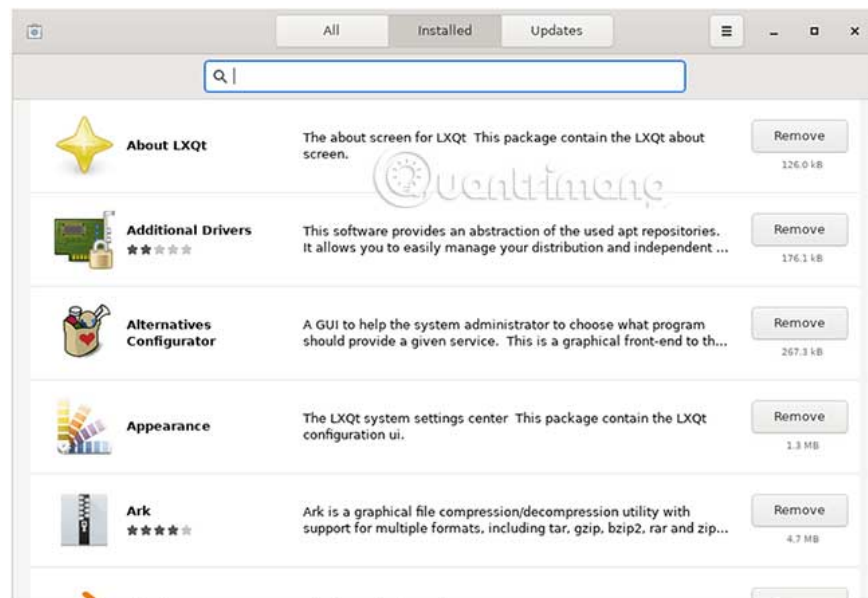 All Installed Updates
About LXQt
The about screen for LXQt This package contain the LXQt about
screen.
Remove
126.0 kB
Quantrimang
Additional Drivers
This software provides an abstraction of the used apt repositories.
It allows you to easily manage your distribution and independent ...
Remove
176.1 kB
Alternatives
Configurator
A GUI to help the system administrator to choose what program
should provide a given service. This is a graphical front-end to th...
Remove
267.3 kB
Appearance
The LXQt system settings center This package contain the LXQt
configuration ui.
Remove
1.3 MB
Ark
Ark is a graphical file compression/decompression utility with
support for multiple formats, including tar, gzip, bzip2, rar and zip...
Remove
4.7 MB